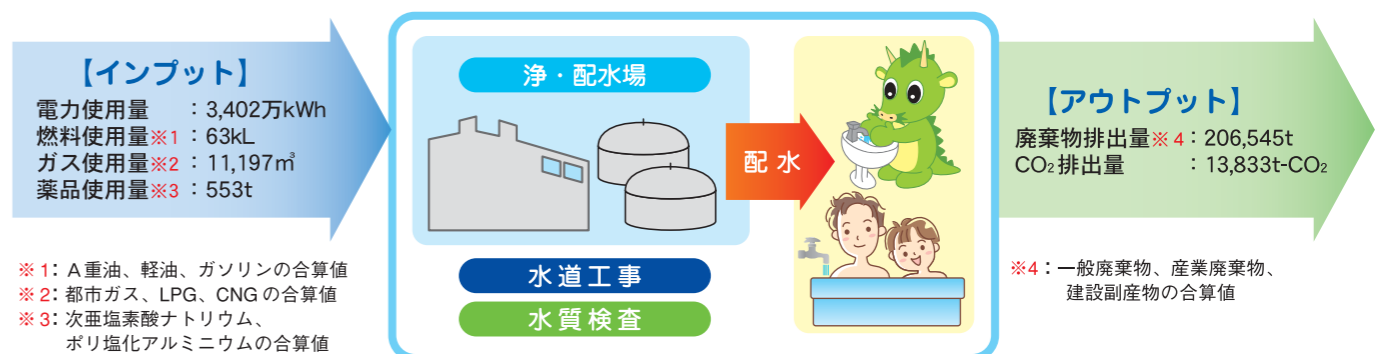 【インプット】
電力使用量 :3,402万kWh
燃料使用量※1 :63kL
ガス使用量※2 :11,197㎥
薬品使用量※3 :553t
※1:A重油、軽油、ガソリンの合算値
※2:都市ガス、LPG、CNGの合算値
※3:次亜塩素酸ナトリウム、
ポリ塩化アルミニウムの合算値
浄・配水場
配水
水道工事
水質検査
【アウトプット】
廃棄物排出量※4:206,545t
CO₂排出量 :13,833t-CO₂
※4:一般廃棄物、産業廃棄物、
建設副産物の合算値